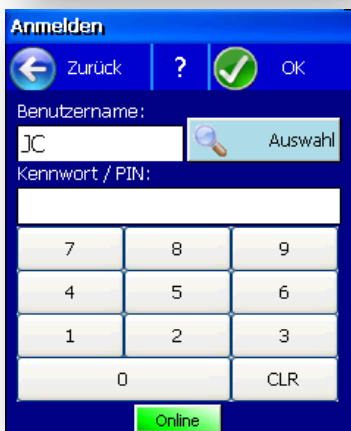 Anmelden
Zurück ? OK
Benutzername:
JC Auswahl
Kennwort / PIN:
7 8 9
4 5 6
1 2 3
0 CLR
Online